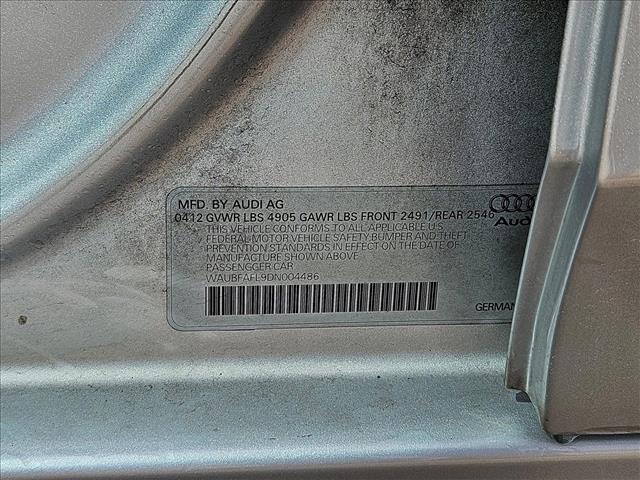 MFD. BY AUDI AG
0412 GVWR LBS 4905 GAWR LBS FRONT 2491/REAR 2546
THIS VEHICLE CONFORMS TO ALL APPLICABLE U.S.
FEDERAL MOTOR VEHICLE SAFETY BUMPER AND THEFT
PREVENTION STANDARDS IN EFFECT ON THE DATE OF
MANUFACTURE SHOWN ABOVE
PASSENGER CAR
WAUBFAFL9DN004486
Audi
GERMAN